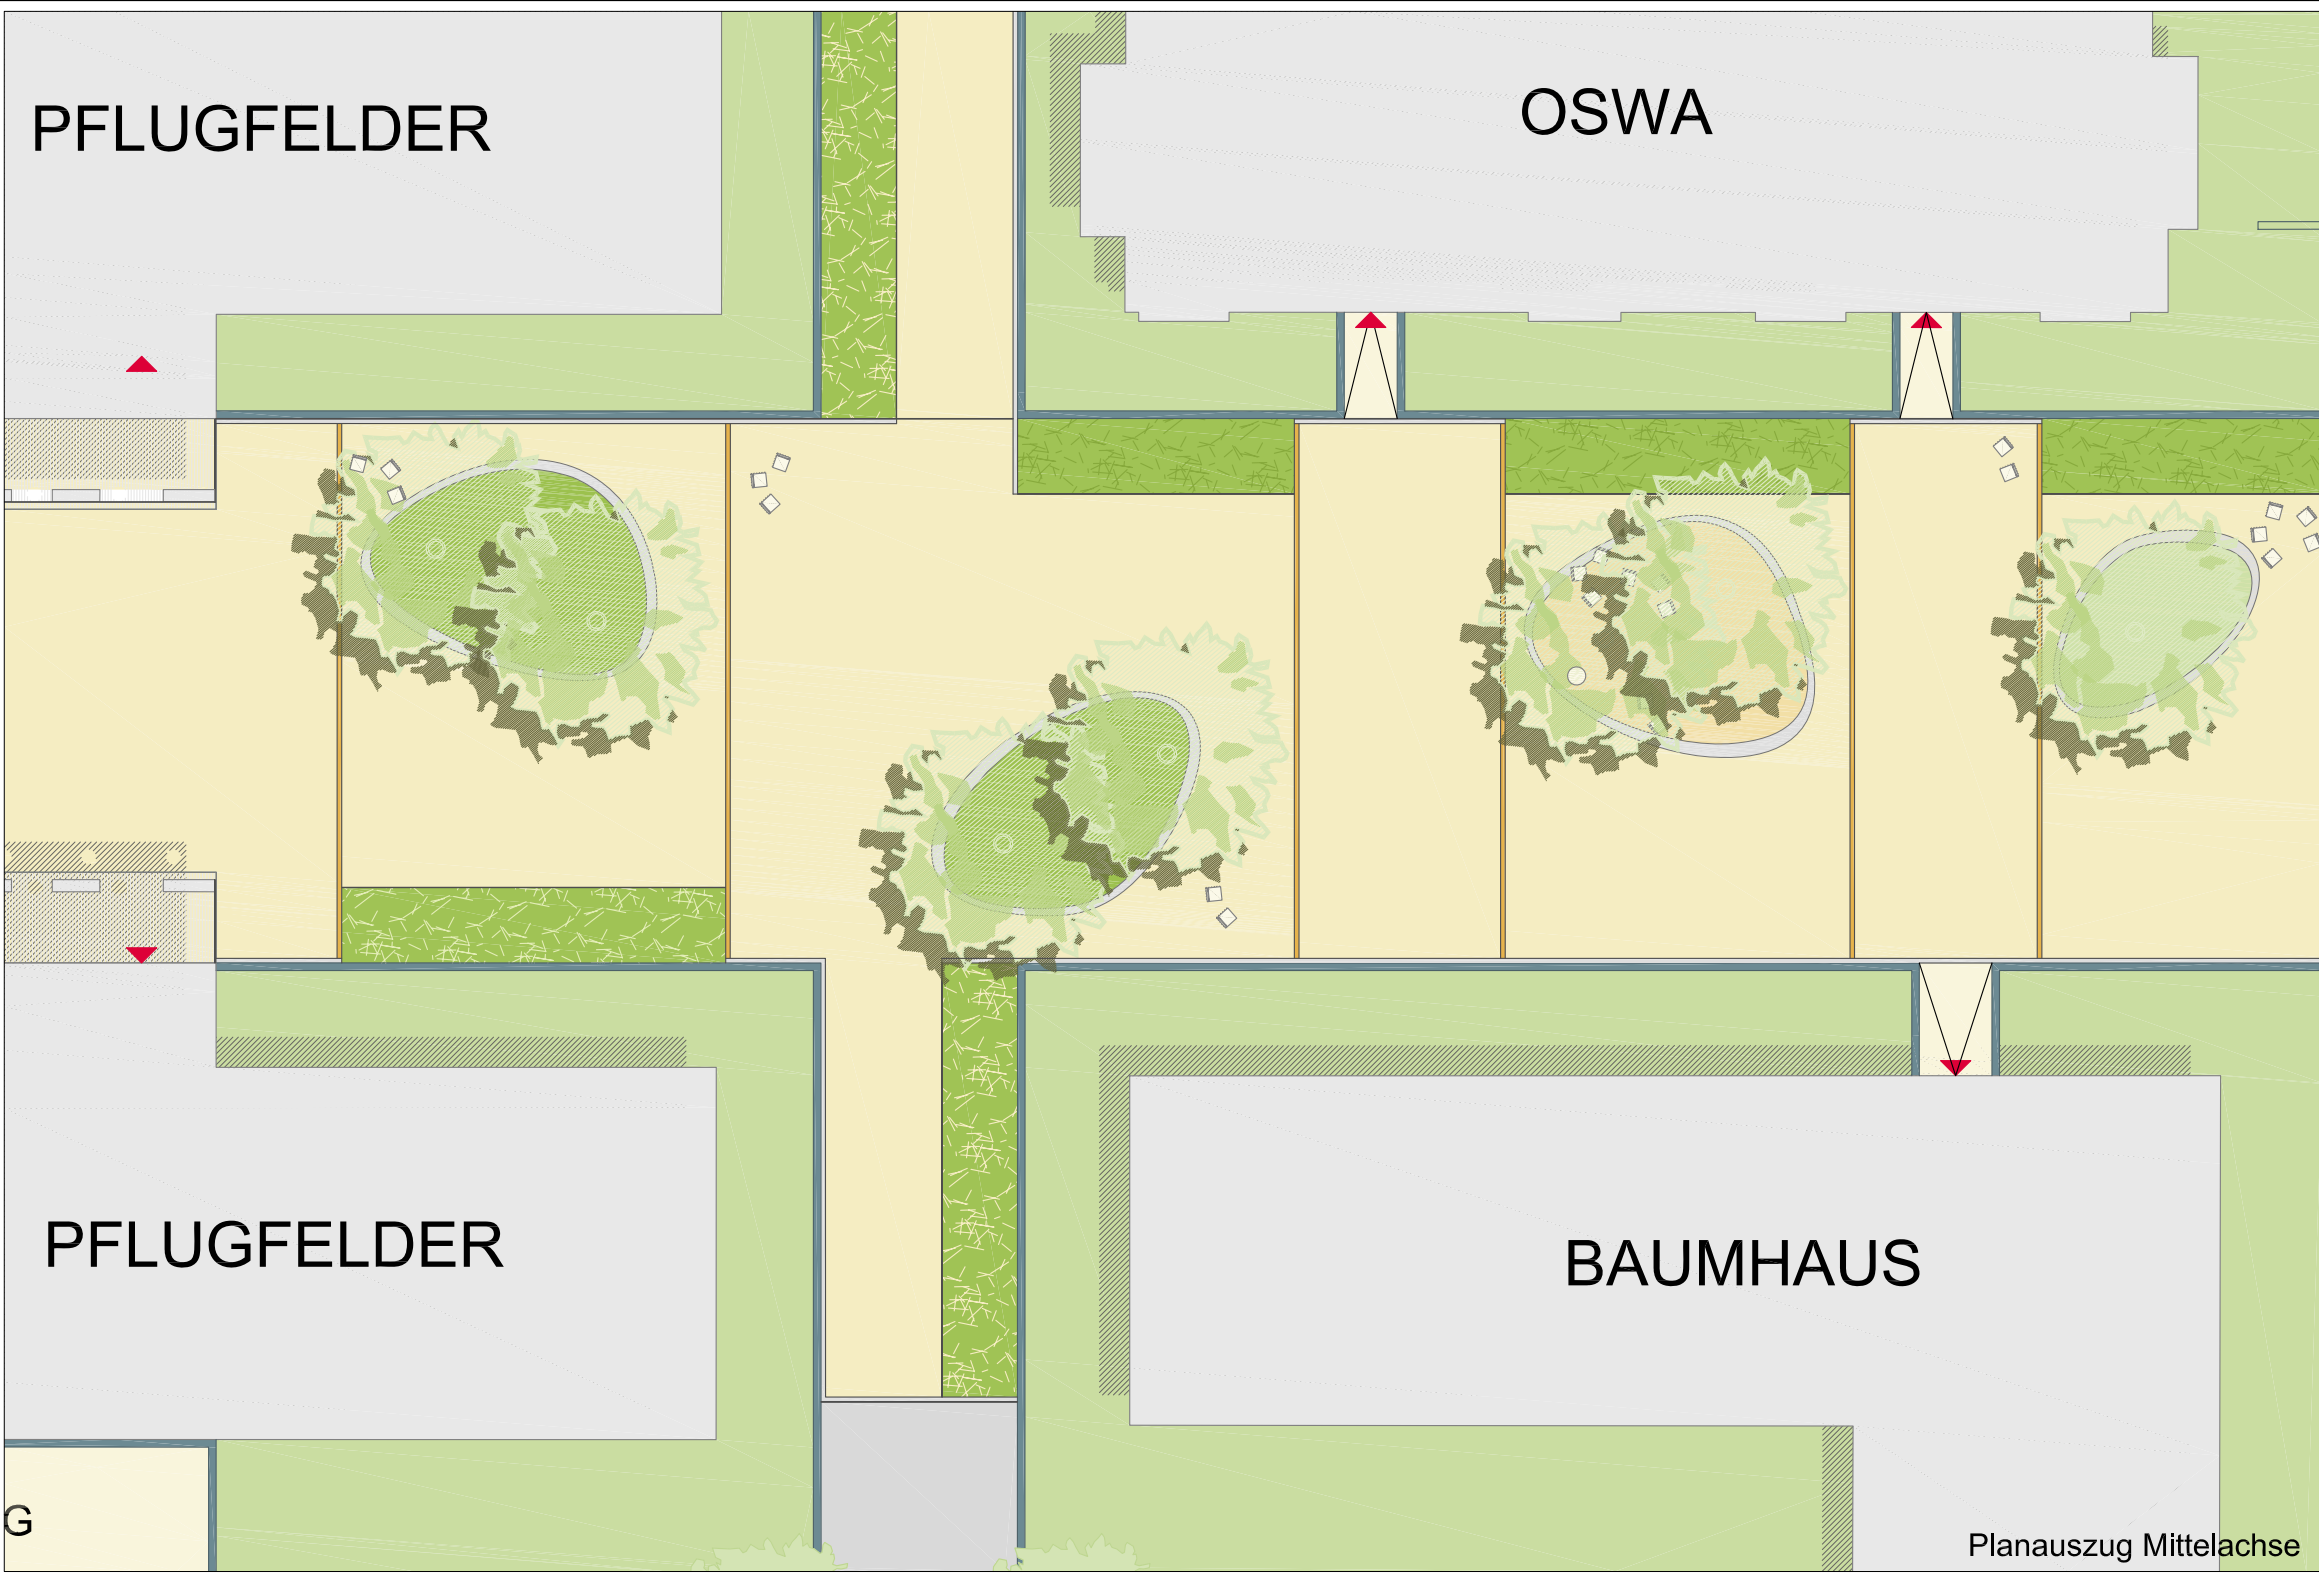 PFLUGFELDER
OSWA
PFLUGFELDER
BAUMHAUS
G
Planauszug Mittelachse